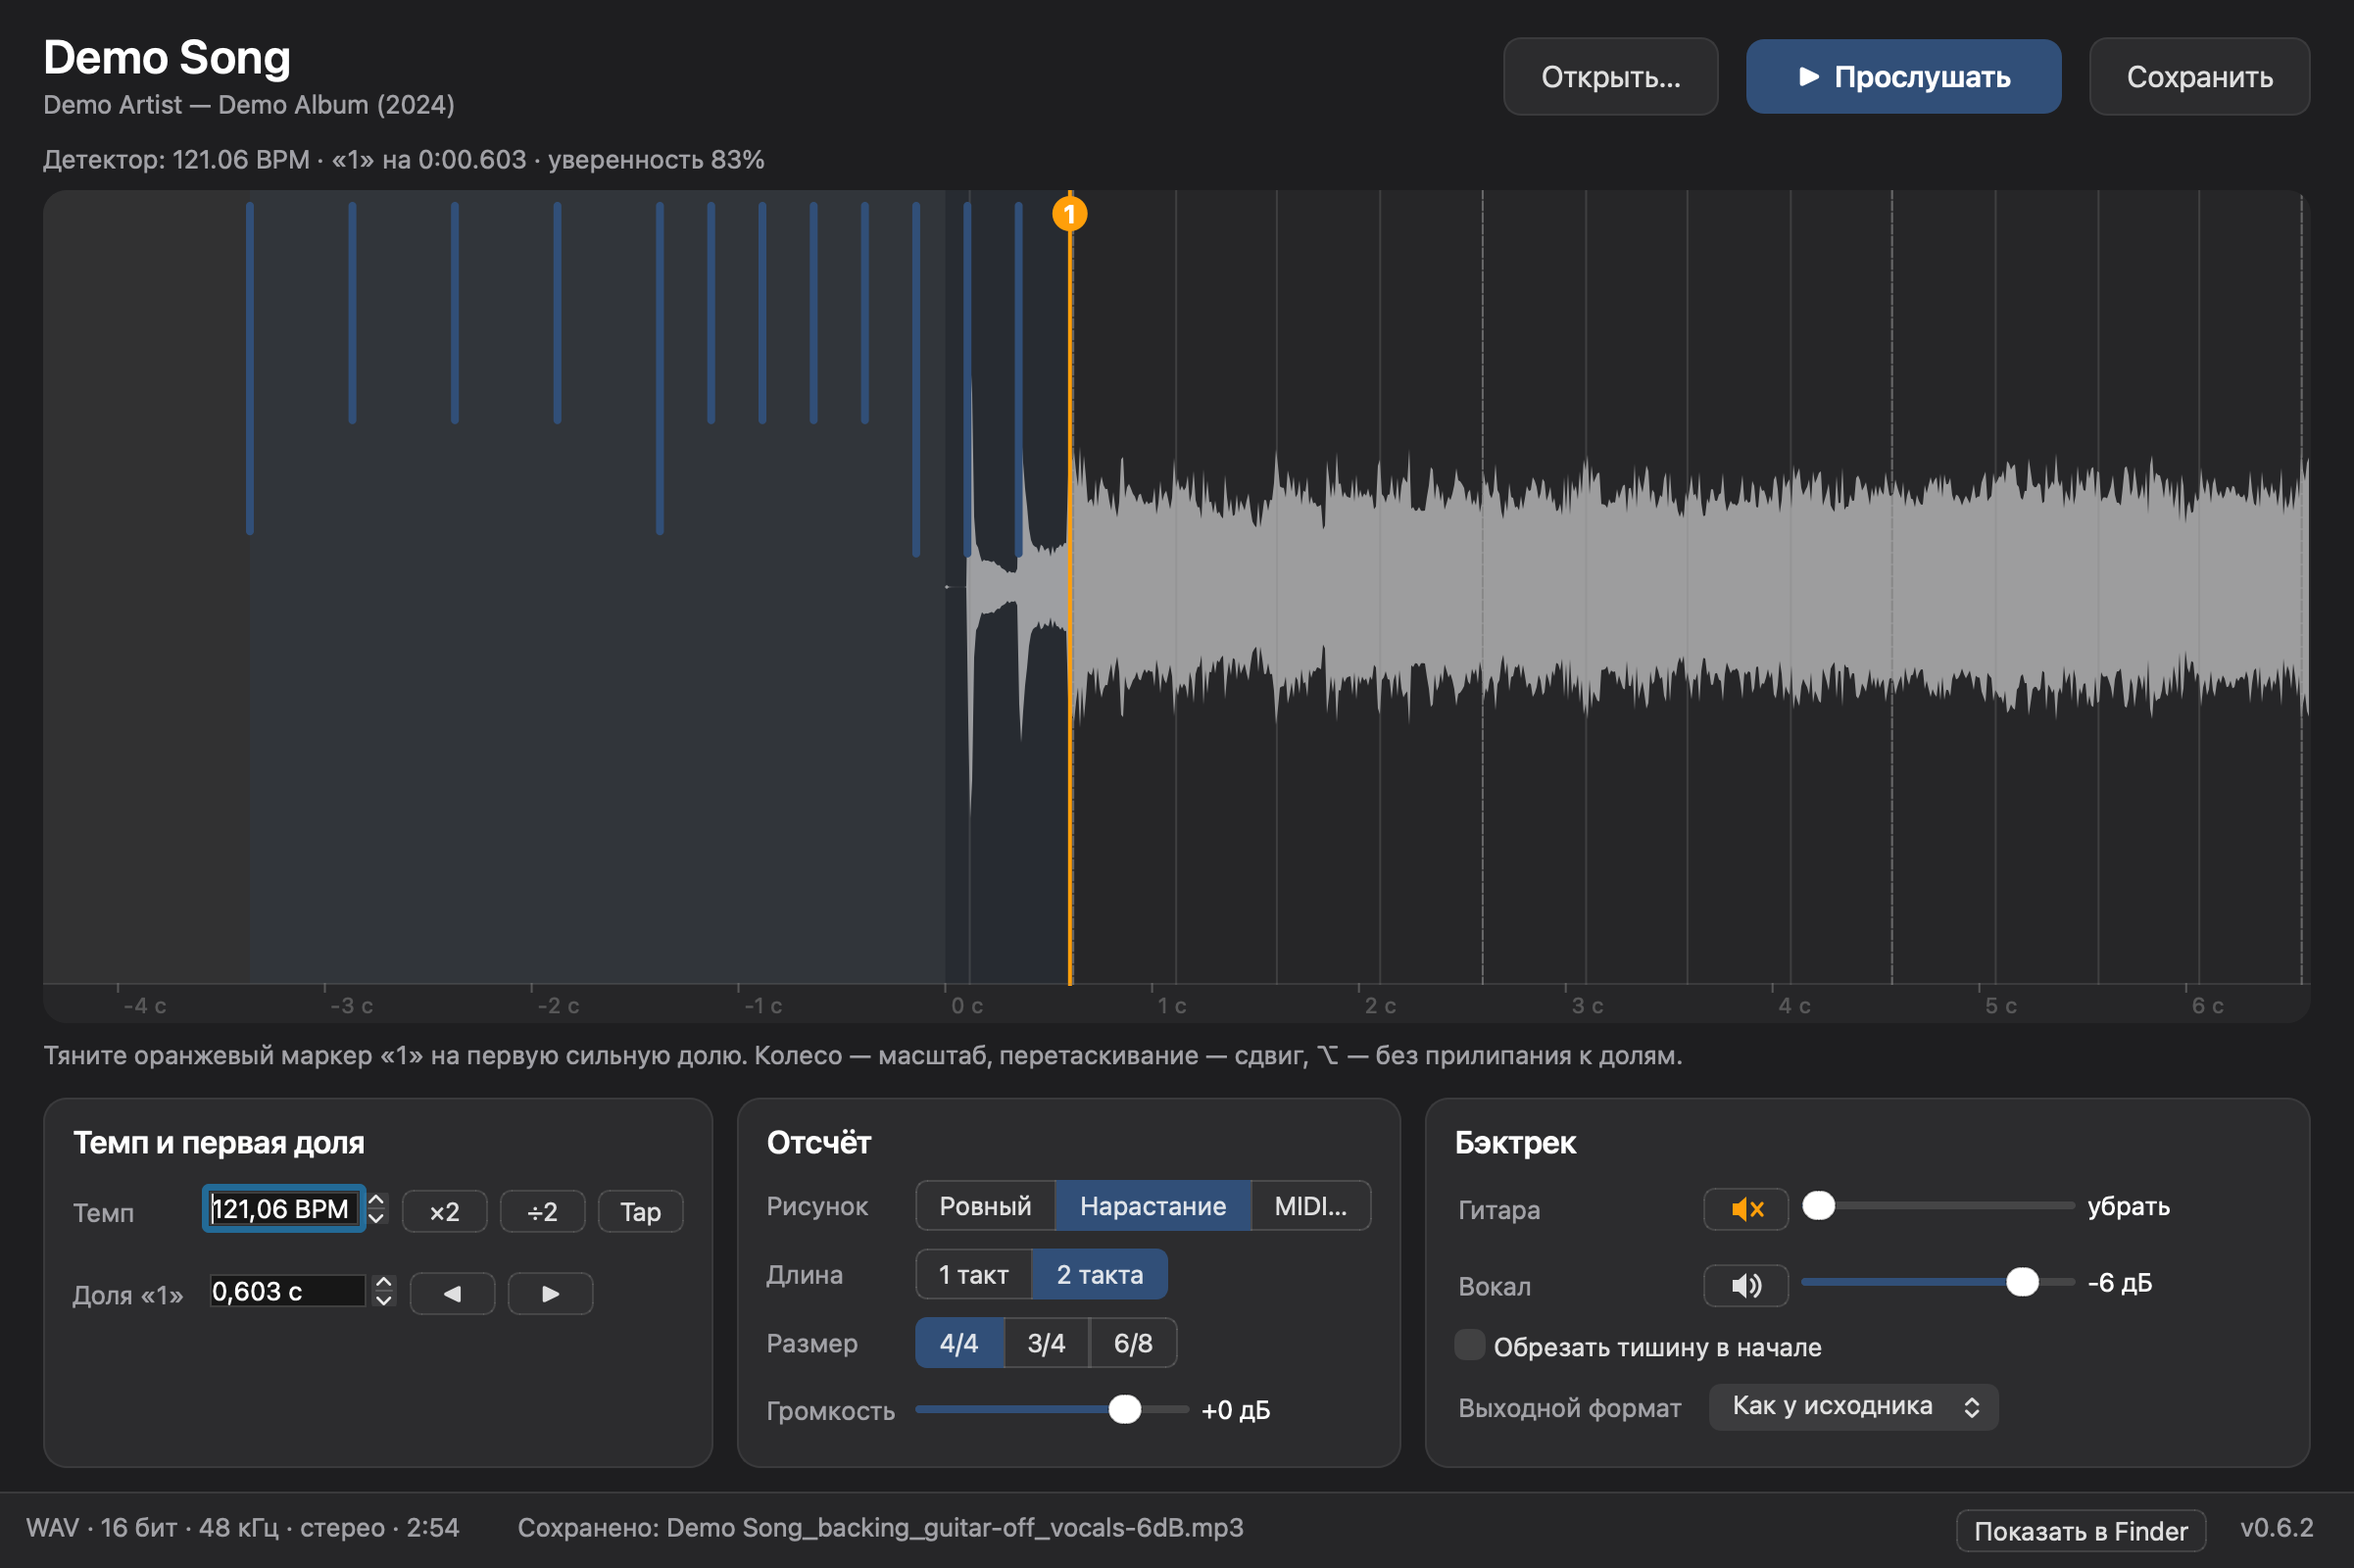 Demo Song
Demo Artist — Demo Album (2024)
Открыть...
Прослушать
Сохранить
Детектор: 121.06 BPM · «1» на 0:00.603 · уверенность 83%
1
-4 с -3 с -2 с -1 с 0 с 1 с 2 с 3 с 4 с 5 с 6 с
Тяните оранжевый маркер «1» на первую сильную долю. Колесо — масштаб, перетаскивание — сдвиг, ⌥ — без прилипания к долям.
Темп и первая доля
Темп 121,06 BPM ×2 ÷2 Tap
Доля «1» 0,603 с
Отсчёт
Рисунок Ровный Нарастание MIDI...
Длина 1 такт 2 такта
Размер 4/4 3/4 6/8
Громкость +0 дБ
Бэктрек
Гитара убрать
Вокал -6 дБ
Обрезать тишину в начале
Выходной формат Как у исходника
WAV · 16 бит · 48 кГц · стерео · 2:54 Сохранено: Demo Song_backing_guitar-off_vocals-6dB.mp3 Показать в Finder v0.6.2